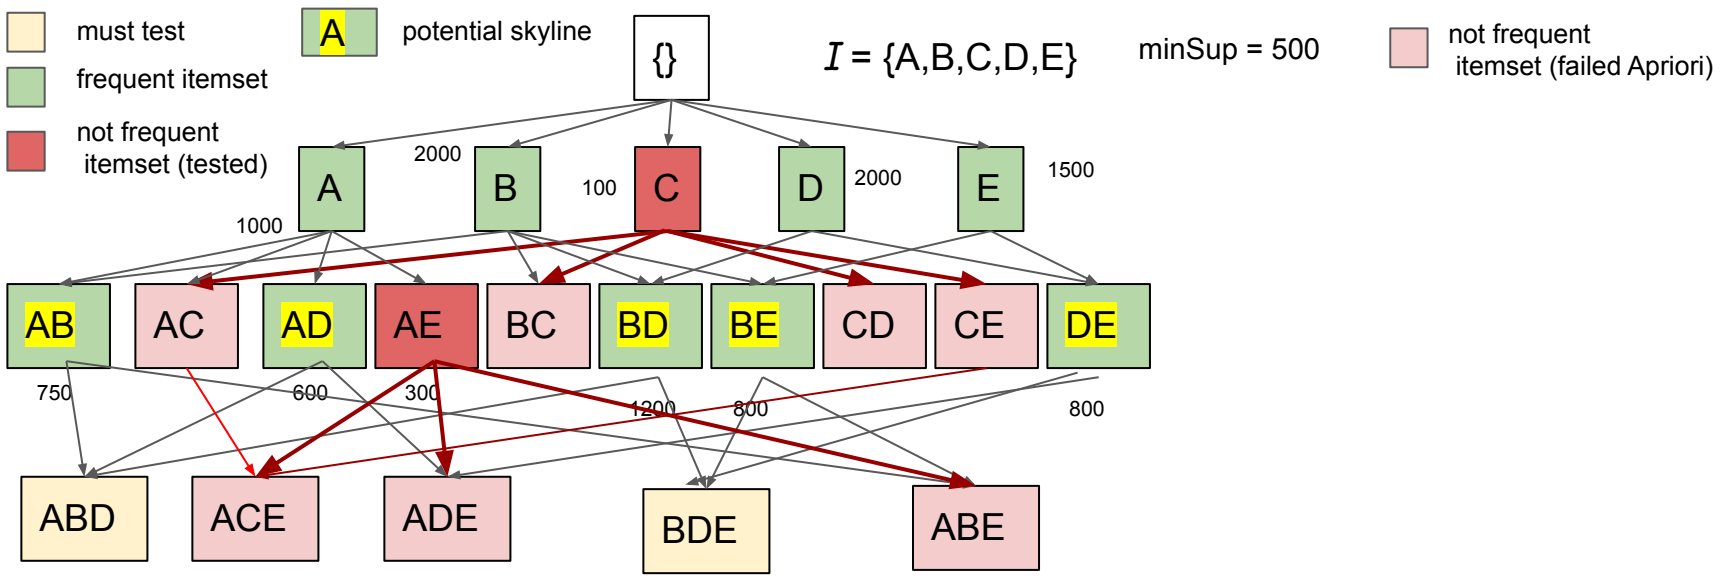 must test
A
potential skyline
{}
I = {A,B,C,D,E}
minSup = 500
not frequent
itemset (failed Apriori)
frequent itemset
not frequent
itemset (tested)
2000
100
2000
1500
A
B
C
D
E
1000
AB
AC
AD
AE
BC
BD
BE
CD
CE
DE
750
600
300
1200
800
800
ABD
ACE
ADE
BDE
ABE